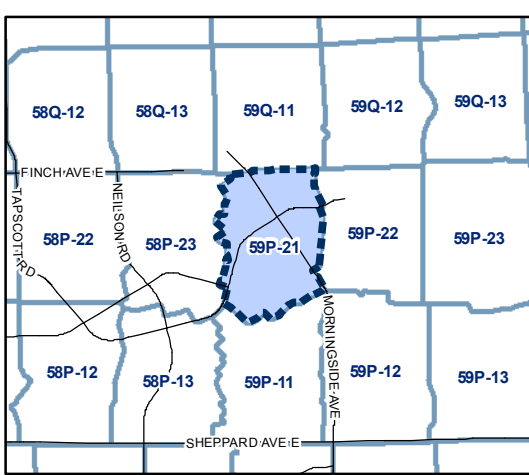 58Q-12
58Q-13
59Q-11
59Q-12
59Q-13
FINCH AVE E
TAPSCOTT RD
NEILSON RD
58P-22
58P-23
59P-21
59P-22
59P-23
MORNINGSIDE AVE
58P-12
58P-13
59P-11
59P-12
59P-13
SHEPPARD AVE E